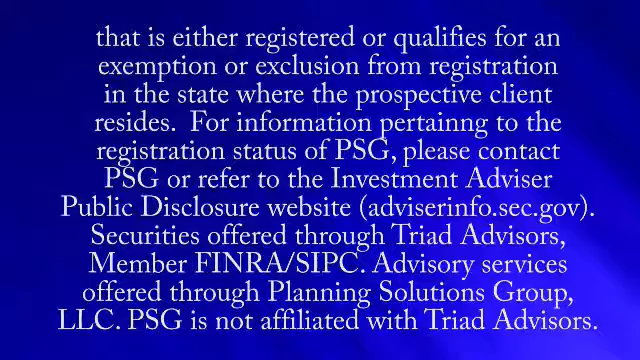 that is either registered or qualifies for an
exemption or exclusion from registration
in the state where the prospective client
resides.  For information pertainng to the
registration status of PSG, please contact
PSG or refer to the Investment Adviser
Public Disclosure website (adviserinfo.sec.gov).
Securities offered through Triad Advisors,
Member FINRA/SIPC. Advisory services
offered through Planning Solutions Group,
LLC. PSG is not affiliated with Triad Advisors.